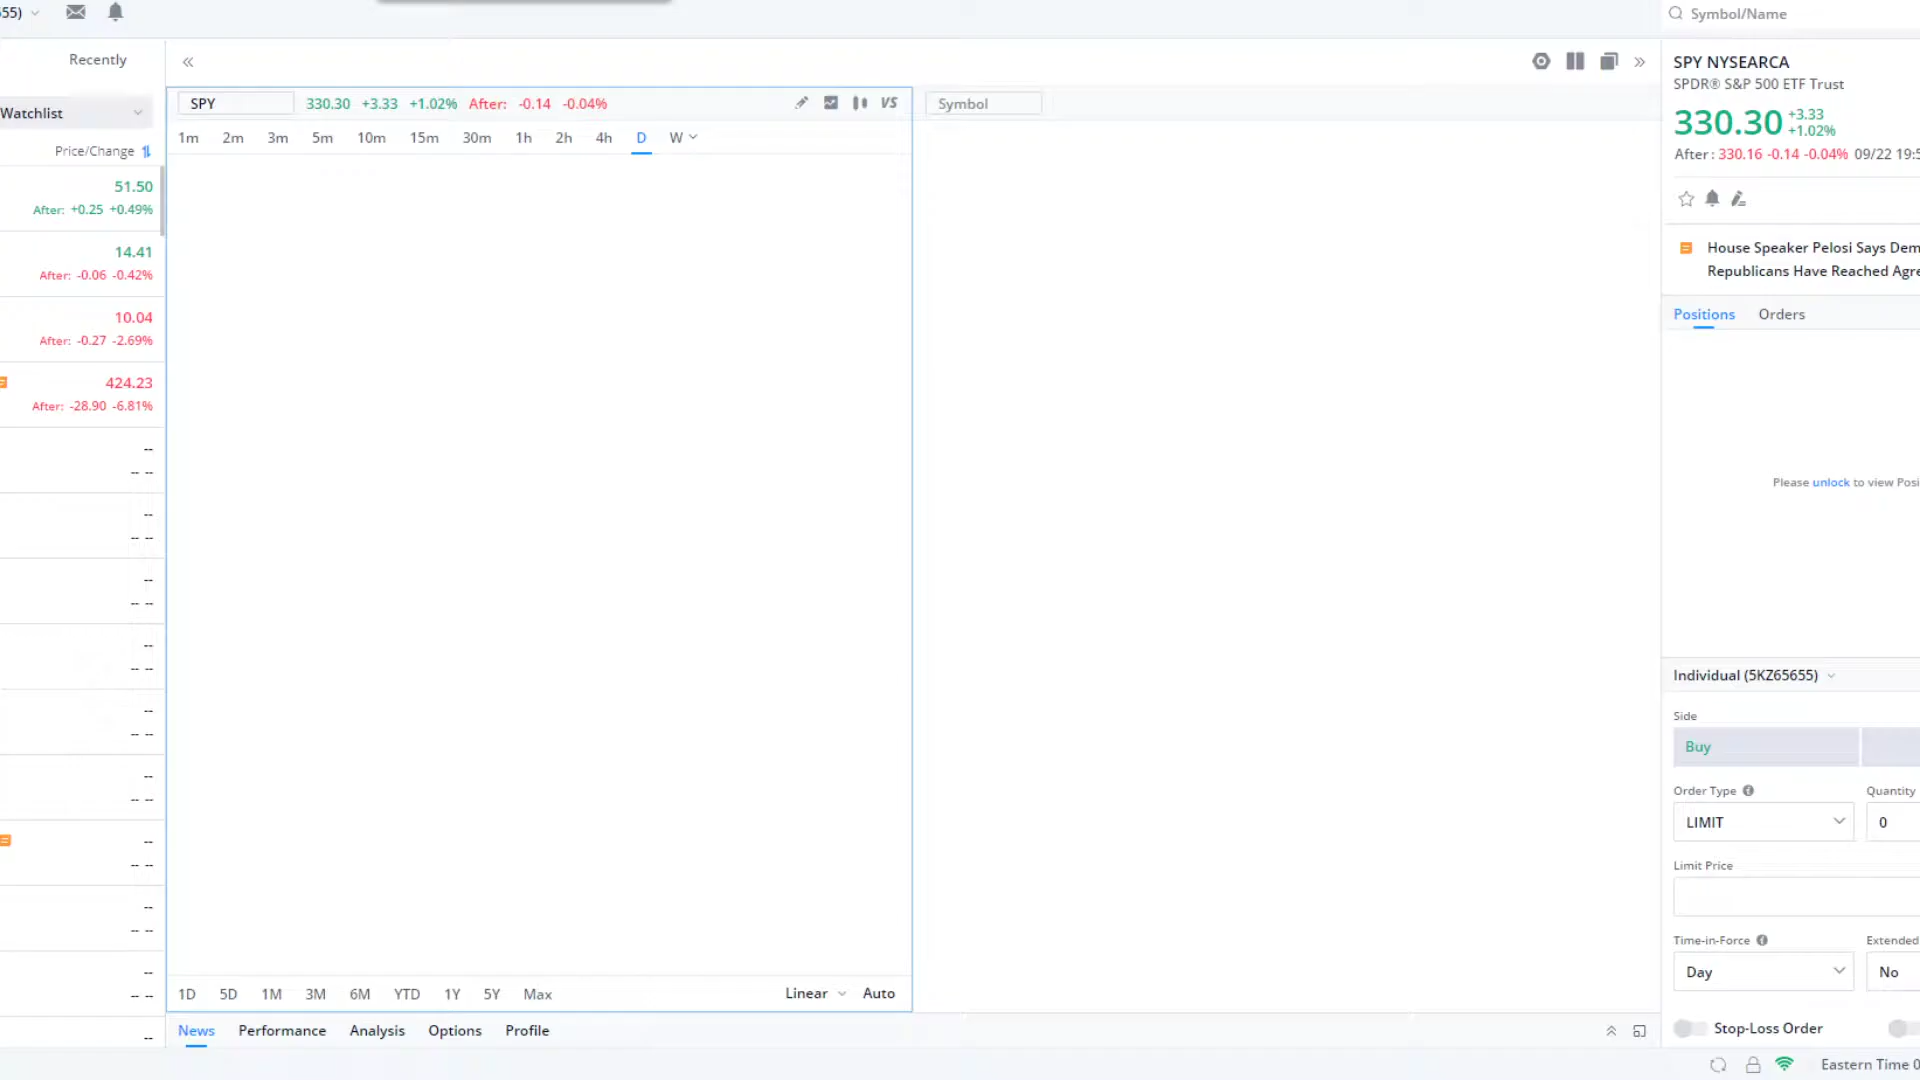 55)
Symbol/Name
Recently
Watchlist
Price/Change
51.50
After: +0.25 +0.49%
14.41
After: -0.06 -0.42%
10.04
After: -0.27 -2.69%
424.23
After: -28.90 -6.81%
--
-- --
--
-- --
--
-- --
--
-- --
--
-- --
--
-- --
--
-- --
--
-- --
--
-- --
--
SPY 330.30 +3.33 +1.02% After: -0.14 -0.04% VS
1m 2m 3m 5m 10m 15m 30m 1h 2h 4h D W
Symbol
1D 5D 1M 3M 6M YTD 1Y 5Y Max Linear Auto
News Performance Analysis Options Profile
SPY NYSEARCA
SPDR® S&P 500 ETF Trust
330.30 +3.33
+1.02%
After : 330.16 -0.14 -0.04% 09/22 19:5
House Speaker Pelosi Says Dem
Republicans Have Reached Agre
Positions Orders
Please unlock to view Posi
Individual (5KZ65655)
Side
Buy
Order Type Quantity
LIMIT 0
Limit Price
Time-in-Force Extended
Day No
Stop-Loss Order
Eastern Time 0